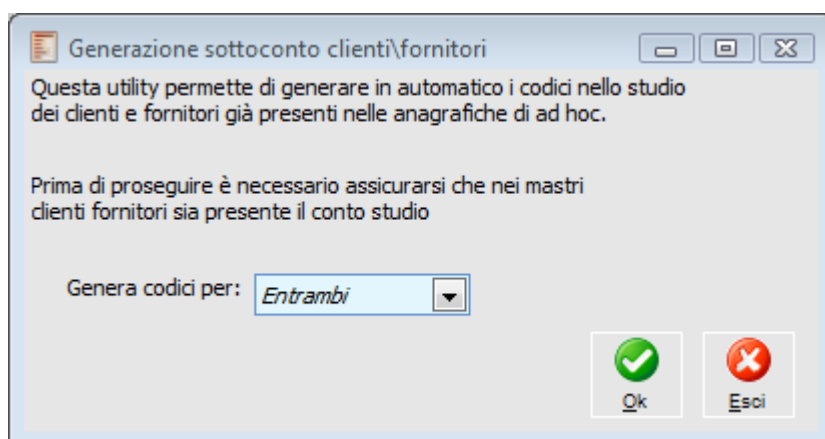 Generazione sottoconto clienti\fornitori
Questa utility permette di generare in automatico i codici nello studio
dei clienti e fornitori già presenti nelle anagrafiche di ad hoc.
Prima di proseguire è necessario assicurarsi che nei mastri
clienti fornitori sia presente il conto studio
Genera codici per: Entrambi
Ok Esci